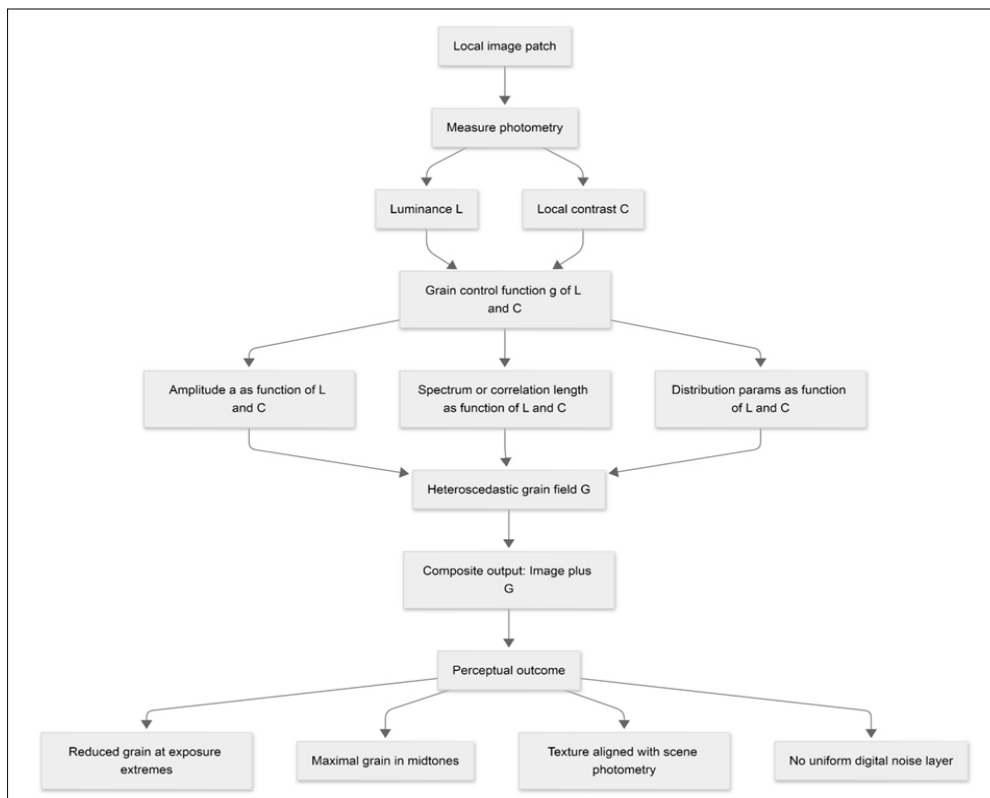 Local image patch
Measure photometry
Luminance L
Local contrast C
Grain control function g of L
and C
Amplitude a as function of L
and C
Spectrum or correlation length
as function of L and C
Distribution params as function
of L and C
Heteroscedastic grain field G
Composite output: Image plus
G
Perceptual outcome
Reduced grain at exposure
extremes
Maximal grain in midtones
Texture aligned with scene
photometry
No uniform digital noise layer